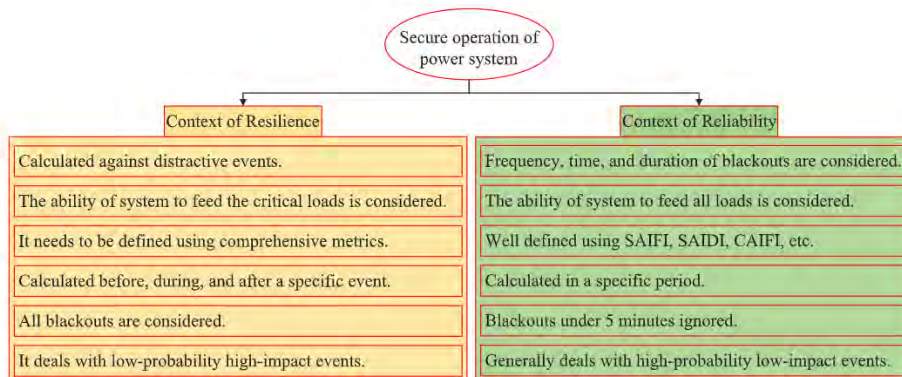 Secure operation of
power system
Context of Resilience
Context of Reliability
Calculated against distractive events.
Frequency, time, and duration of blackouts are considered.
The ability of system to feed the critical loads is considered.
The ability of system to feed all loads is considered.
It needs to be defined using comprehensive metrics.
Well defined using SAIFI, SAIDI, CAIFI, etc.
Calculated before, during, and after a specific event.
Calculated in a specific period.
All blackouts are considered.
Blackouts under 5 minutes ignored.
It deals with low-probability high-impact events.
Generally deals with high-probability low-impact events.